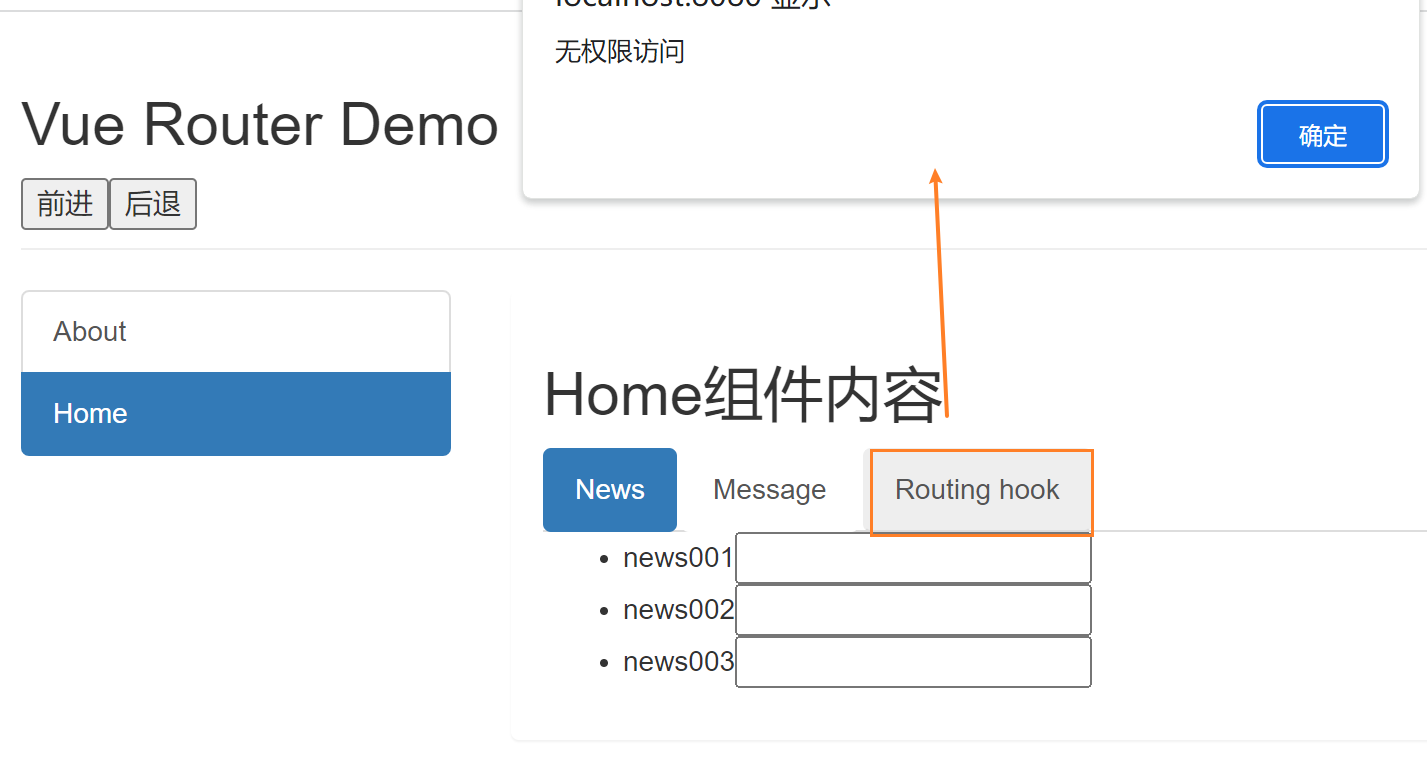 localhost:8080 显示
无权限访问
确定
Vue Router Demo
前进 后退
About
Home
Home组件内容
News Message Routing hook
news001
news002
news003